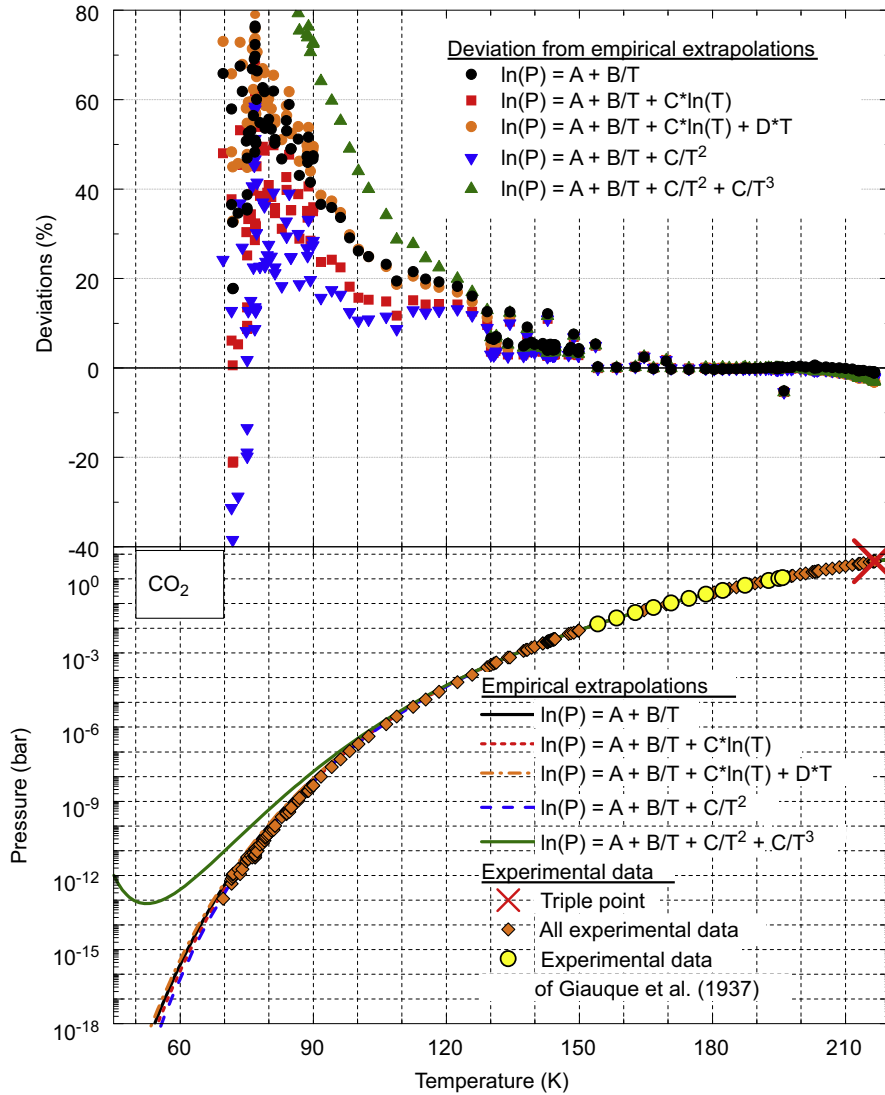 80
60
40
20
0
-20
-40
Deviations (%)
Deviation from empirical extrapolations
ln(P) = A + B/T
ln(P) = A + B/T + C*ln(T)
ln(P) = A + B/T + C*ln(T) + D*T
ln(P) = A + B/T + C/T²
ln(P) = A + B/T + C/T² + C/T³
CO₂
10⁰
10⁻³
10⁻⁶
10⁻⁹
10⁻¹²
10⁻¹⁵
10⁻¹⁸
Pressure (bar)
Empirical extrapolations
ln(P) = A + B/T
ln(P) = A + B/T + C*ln(T)
ln(P) = A + B/T + C*ln(T) + D*T
ln(P) = A + B/T + C/T²
ln(P) = A + B/T + C/T² + C/T³
Experimental data
Triple point
All experimental data
Experimental data
of Giauque et al. (1937)
60 90 120 150 180 210
Temperature (K)